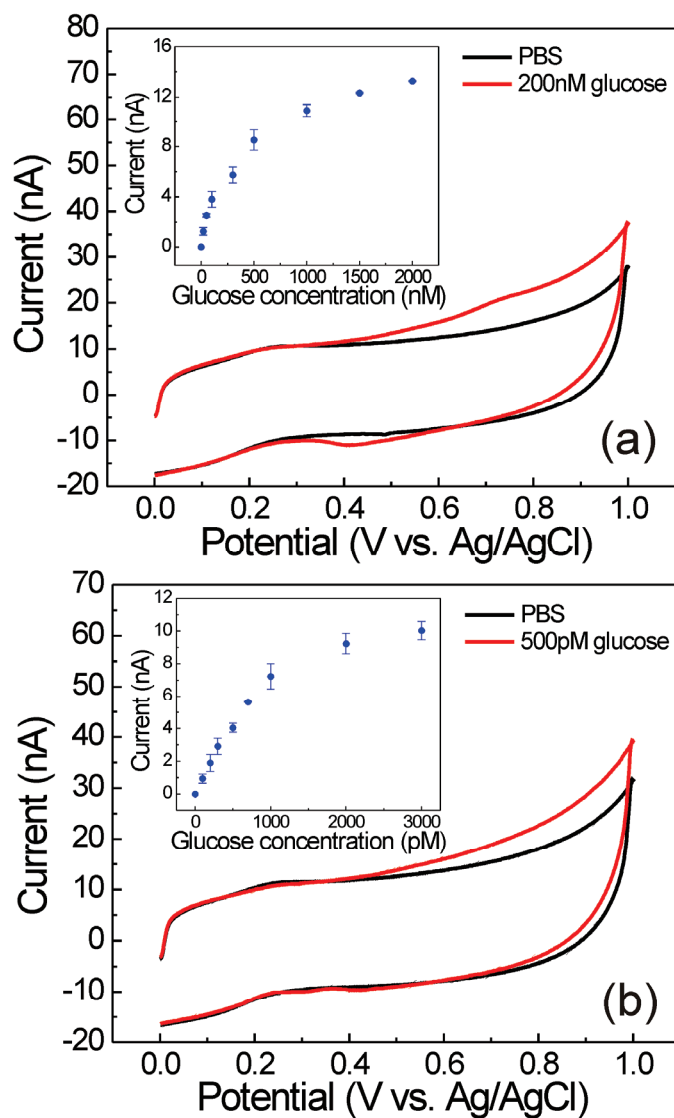 80
70
60
50
40
30
20
10
0
-10
-20
Current (nA)
16
12
8
4
0
Current (nA)
0 500 1000 1500 2000
Glucose concentration (nM)
PBS
200nM glucose
(a)
0.0 0.2 0.4 0.6 0.8 1.0
Potential (V vs. Ag/AgCl)
70
60
50
40
30
20
10
0
-10
-20
Current (nA)
12
10
8
6
4
2
0
Current (nA)
0 1000 2000 3000
Glucose concentration (pM)
PBS
500pM glucose
(b)
0.0 0.2 0.4 0.6 0.8 1.0
Potential (V vs. Ag/AgCl)